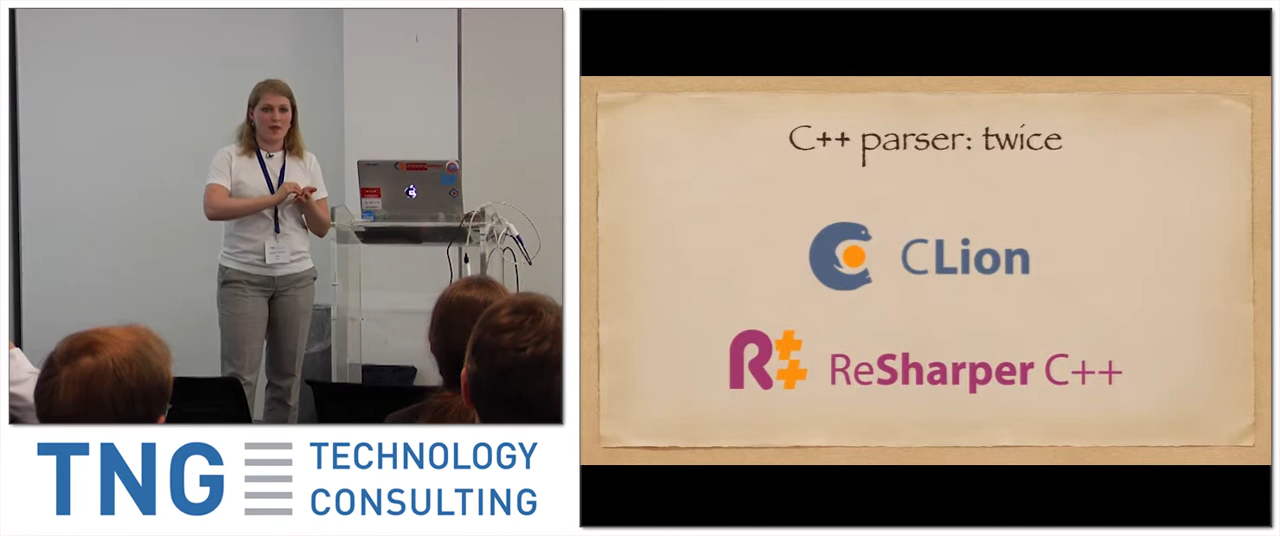 C++ parser: twice
CLion
R++ ReSharper C++
TNG TECHNOLOGY
CONSULTING